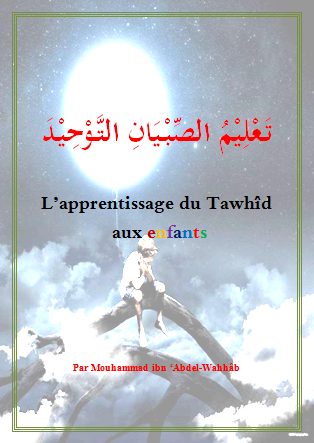 تَعْلِيْمُ الصِّبْيَانِ التَّوْحِيْدَ
L'apprentissage du Tawhîd
aux enfants
Par Mouhammad ibn ‘Abdel-Wahhâb